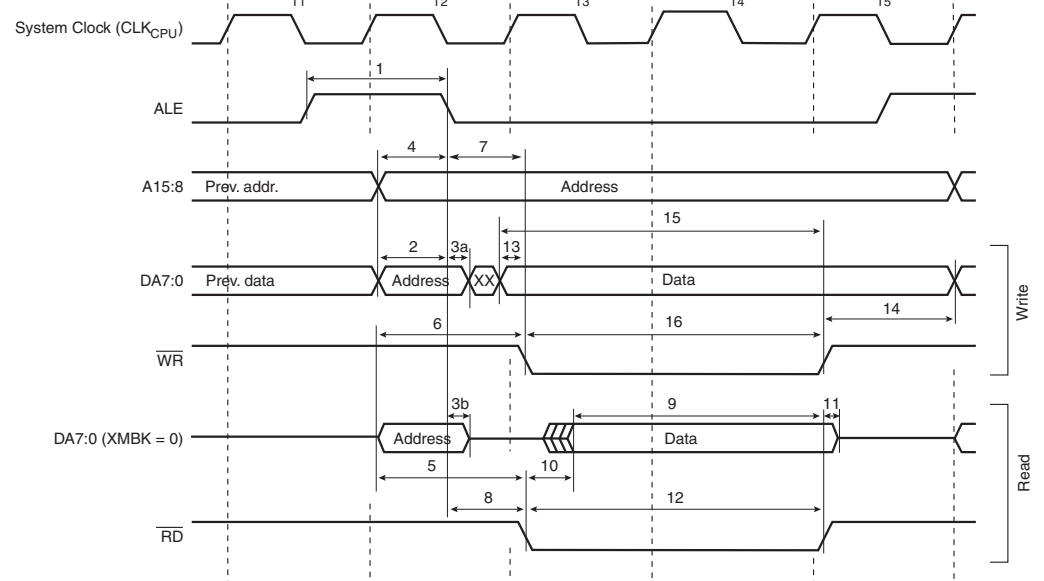 T1 T2 T3 T4 T5
System Clock (CLKCPU)
1
ALE
4 7
A15:8 Prev. addr. Address
15
2 3a 13
DA7:0 Prev. data Address XX Data
14
6 16
WR
Write
3b 9 11
DA7:0 (XMBK = 0) Address Data
5 10
8 12
RD
Read